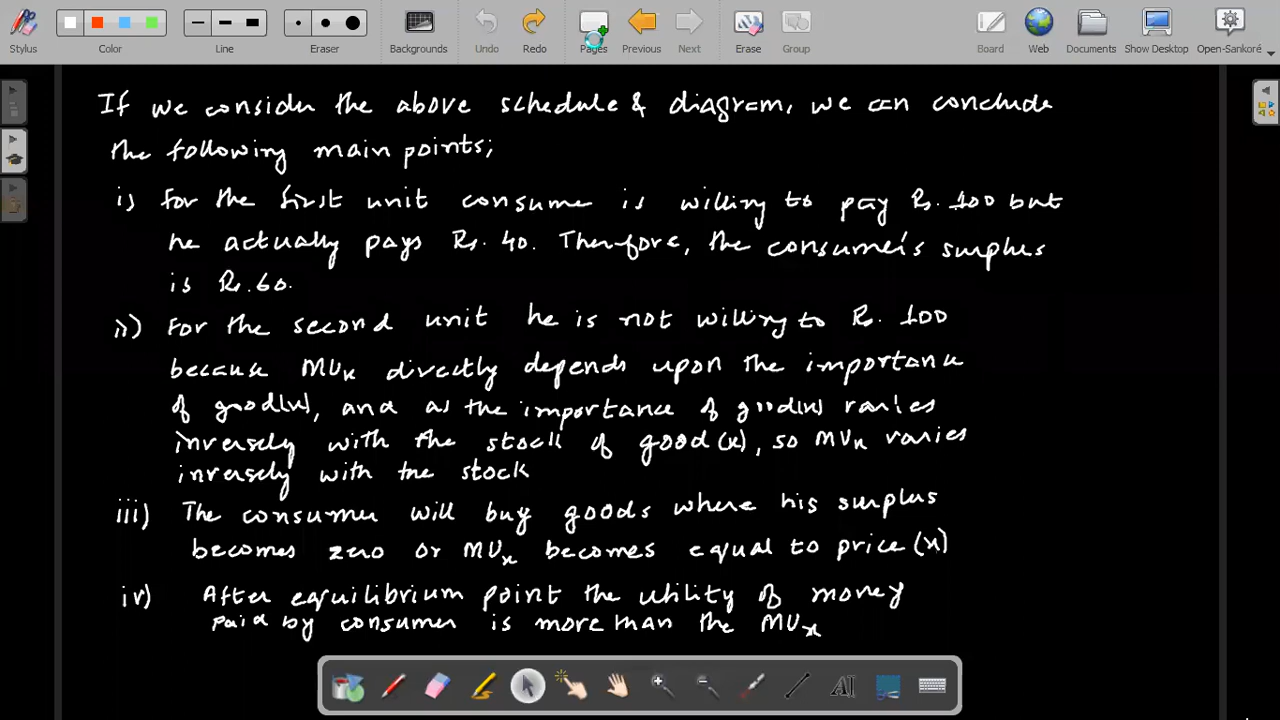 Stylus Color Line Eraser Backgrounds Undo Redo Pages Previous Next Erase Group Board Web Documents Show Desktop Open-Sankoré
If we consider the above schedule & diagram, we can conclude
the following main points;
i) For the first unit consume is willing to pay Rs. 100 but
he actually pays Rs. 40. Therefore, the consumer's surplus
is Rs. 60.
ii) For the second unit he is not willing to Rs. 100
because MUx directly depends upon the importance
of good(x), and as the importance of good(x) varies
inversely with the stock of good (x), so MUx varies
inversely with the stock
iii) The consumer will buy goods where his surplus
becomes zero or MUx becomes equal to price (x)
iv) After equilibrium point the utility of money
paid by consumer is more than the MUx
AI